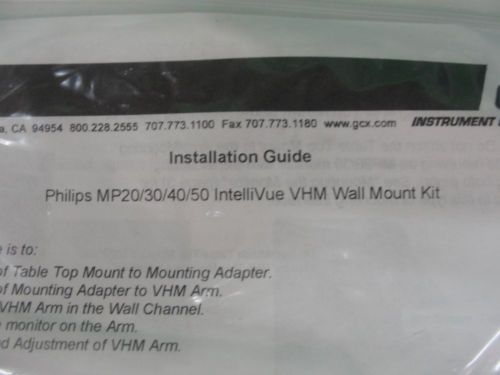 a, CA 94954 800.228.2555 707.773.1100 Fax 707.773.1180 www.gcx.com INSTRUMENT
Installation Guide
Philips MP20/30/40/50 IntelliVue VHM Wall Mount Kit
is to:
of Table Top Mount to Mounting Adapter.
of Mounting Adapter to VHM Arm.
VHM Arm in the Wall Channel.
monitor on the Arm.
d Adjustment of VHM Arm.